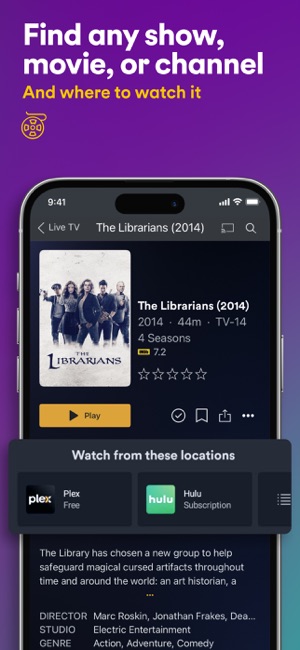 Find any show,
movie, or channel
And where to watch it
9:41
Live TV
The Librarians (2014)
THE
LIBRARIANS
The Librarians (2014)
2014 · 44m · TV-14
4 Seasons
IMDb 7.2
Play
Watch from these locations
plex
Plex
Free
hulu
Hulu
Subscription
The Library has chosen a new group to help
safeguard magical cursed artifacts throughout
time and around the world: an art historian, a
...
DIRECTOR Marc Roskin, Jonathan Frakes, Dea...
STUDIO Electric Entertainment
GENRE Action, Adventure, Comedy